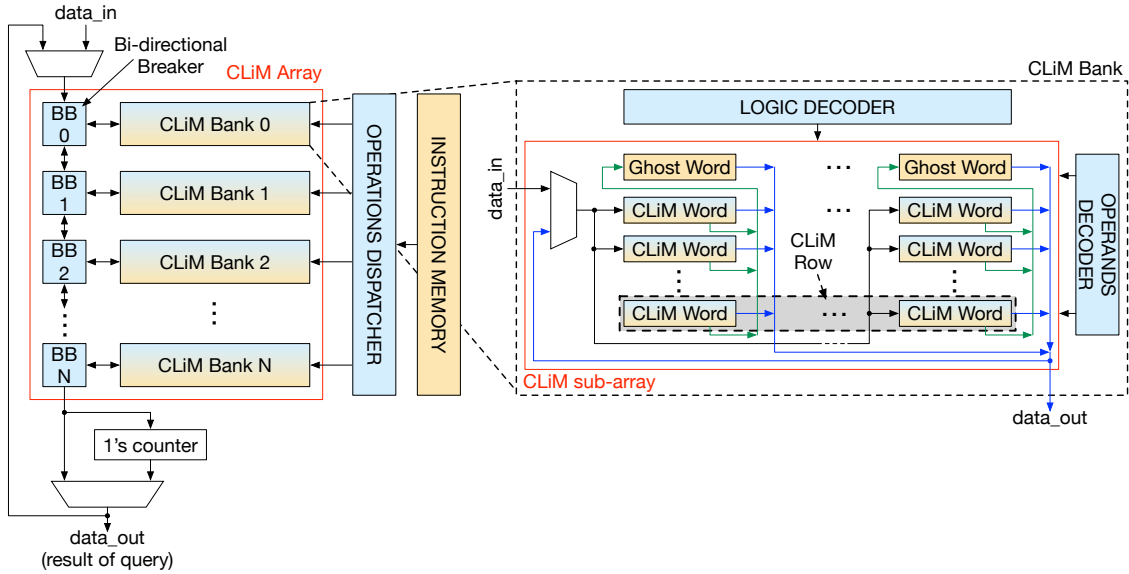 data_in
Bi-directional
Breaker
CLiM Array
BB
0
CLiM Bank 0
BB
1
CLiM Bank 1
BB
2
CLiM Bank 2
BB
N
CLiM Bank N
OPERATIONS DISPATCHER
INSTRUCTION MEMORY
1's counter
data_out
(result of query)
CLiM Bank
LOGIC DECODER
data_in
Ghost Word
Ghost Word
CLiM Word
CLiM Word
CLiM Word
CLiM Word
CLiM
Row
CLiM Word
CLiM Word
OPERANDS
DECODER
CLiM sub-array
data_out